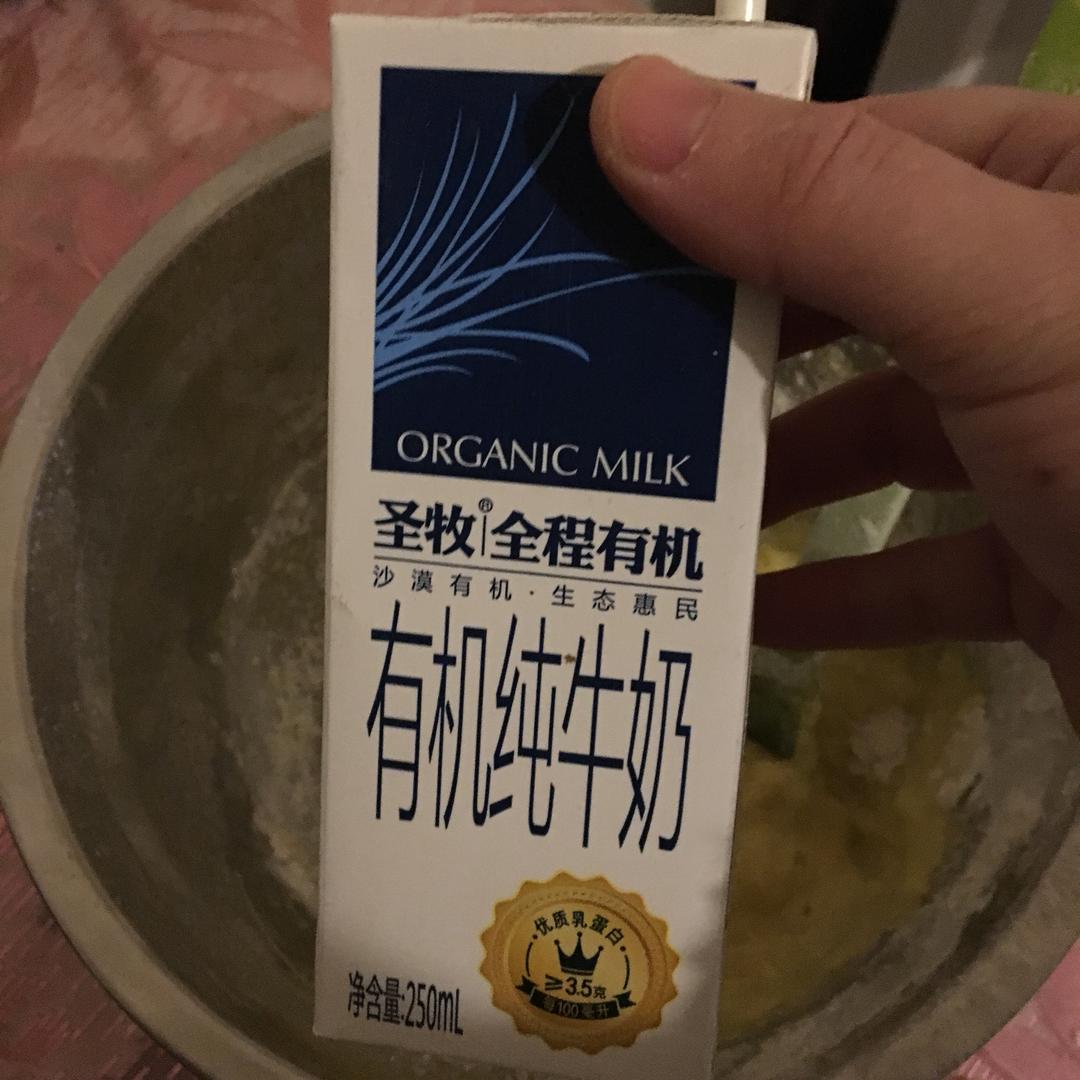 ORGANIC MILK
圣牧®|全程有机
沙漠有机·生态惠民
有机纯牛奶
优质乳蛋白
≥3.5克
每100毫升
净含量:250mL